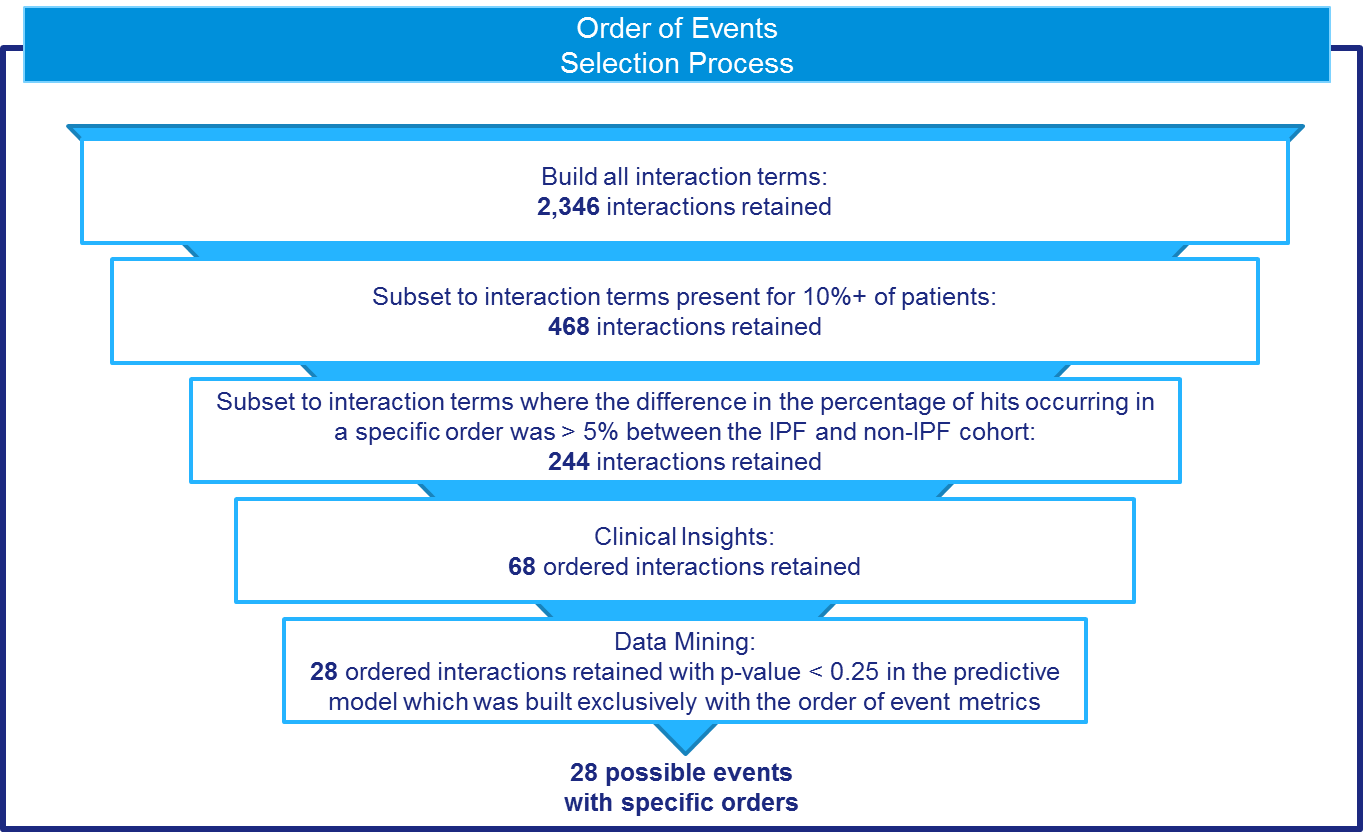 Order of Events
Selection Process
Build all interaction terms:
2,346 interactions retained
Subset to interaction terms present for 10%+ of patients:
468 interactions retained
Subset to interaction terms where the difference in the percentage of hits occurring in
a specific order was > 5% between the IPF and non-IPF cohort:
244 interactions retained
Clinical Insights:
68 ordered interactions retained
Data Mining:
28 ordered interactions retained with p-value < 0.25 in the predictive
model which was built exclusively with the order of event metrics
28 possible events
with specific orders